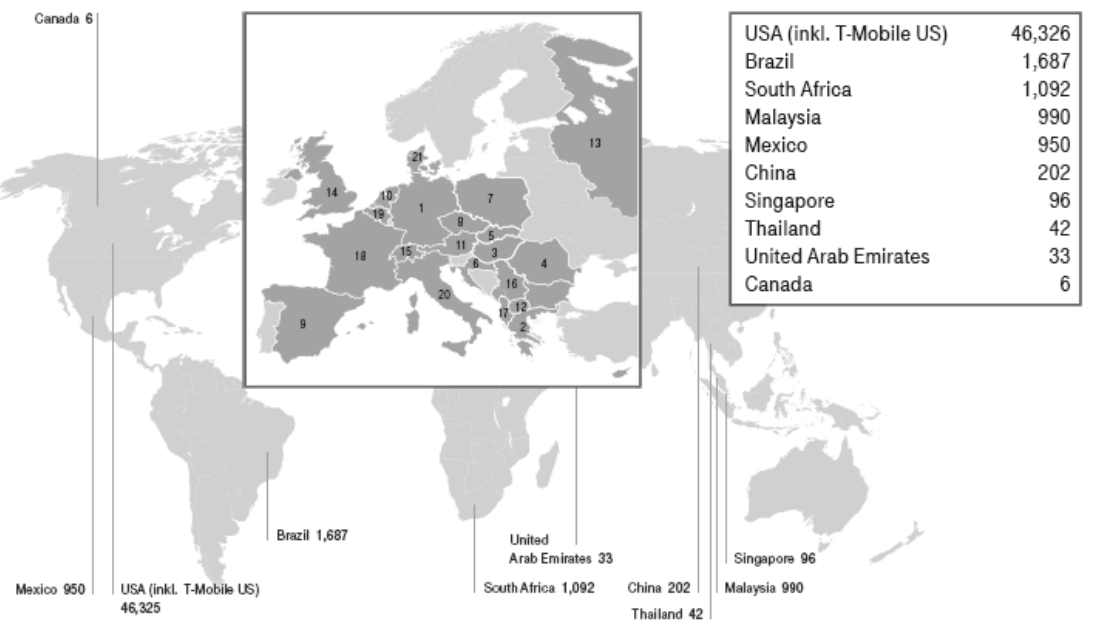 Canada 6
USA (inkl. T-Mobile US) 46,326
Brazil 1,687
South Africa 1,092
Malaysia 990
Mexico 950
China 202
Singapore 96
Thailand 42
United Arab Emirates 33
Canada 6
21
13
14
10
1
7
19
8
5
11
15
3
18
6
4
16
20
17
12
9
2
Brazil 1,687
United
Arab Emirates 33
Singapore 96
Mexico 950
USA (inkl. T-Mobile US)
46,325
South Africa 1,092
China 202
Malaysia 990
Thailand 42